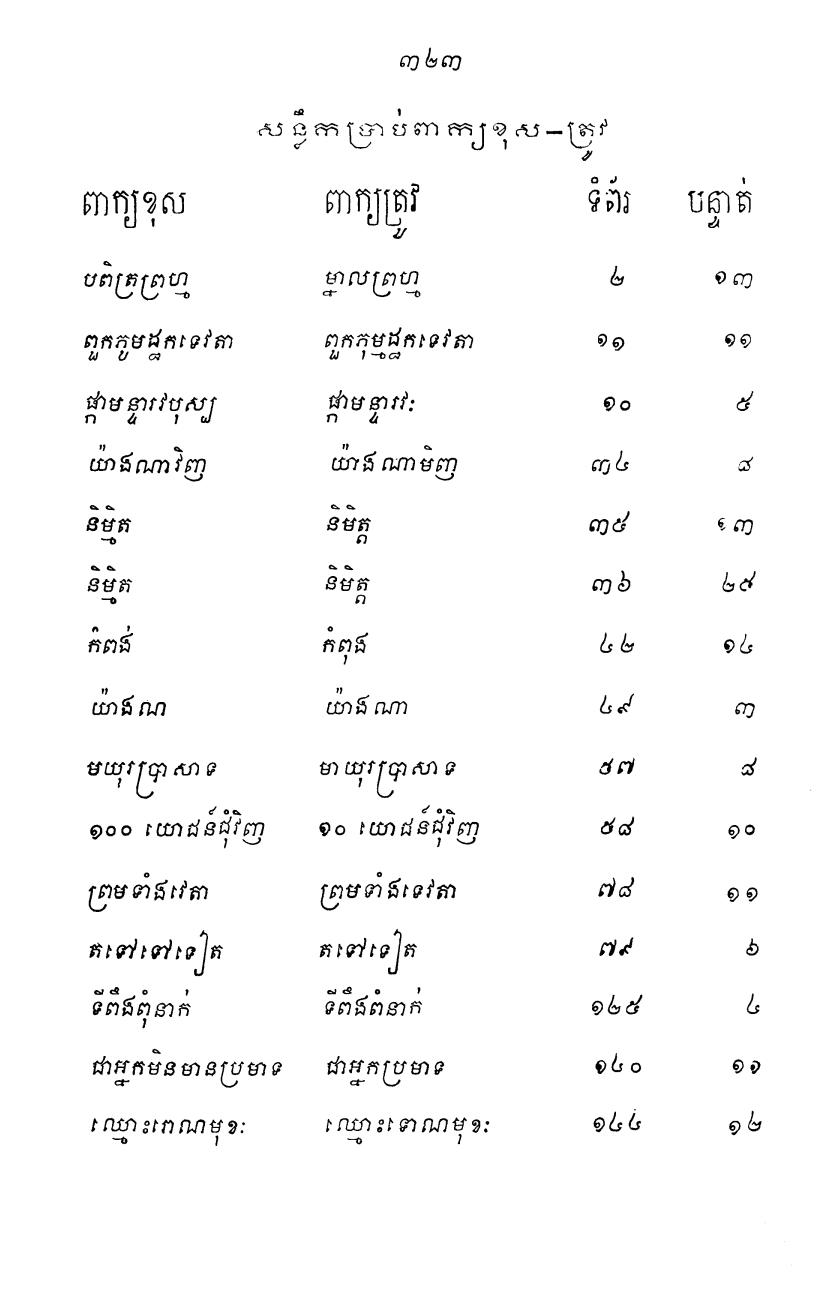 ៣២៣
សន្លឹកប្រាប់ពាក្យខុស–ត្រូវ
ពាក្យខុស ពាក្យត្រូវ ទំព័រ បន្ទាត់
បពិត្រព្រហ្ម ម្នាលព្រហ្ម ២ ១៣
ពួកភូមដ្ឋកទេវតា ពួកភុម្មដ្ឋកទេវតា ១១ ១១
ផ្កាមន្ទារវបុស្ប ផ្កាមន្ទារវៈ ១០ ៥
យ៉ាងណាវិញ យ៉ាងណាមិញ ៣៤ ៨
និម្មិត និមិត្ត ៣៥ ១៣
និម្មិត និមិត្ត ៣៦ ២៩
កំពង់ កំពុង ៤២ ១៤
យ៉ាងណ យ៉ាងណា ៤៩ ៣
មយុរប្រាសាទ មាយុរប្រាសាទ ៥៧ ៨
១០០ យោជន៍ជុំវិញ ១០ យោជន៍ជុំវិញ ៥៨ ១០
ព្រមទាំងវេតា ព្រមទាំងទេវតា ៧៨ ១១
តទៅទៅទៀត តទៅទៀត ៧៩ ៦
ទីពឹងពុំនាក់ ទីពឹងពំនាក់ ១២៥ ៤
ជាអ្នកមិនមានប្រមាទ ជាអ្នកប្រមាទ ១៤០ ១១
ឈ្មោះពេណមុខៈ ឈ្មោះទោណមុខៈ ១៤៤ ១២